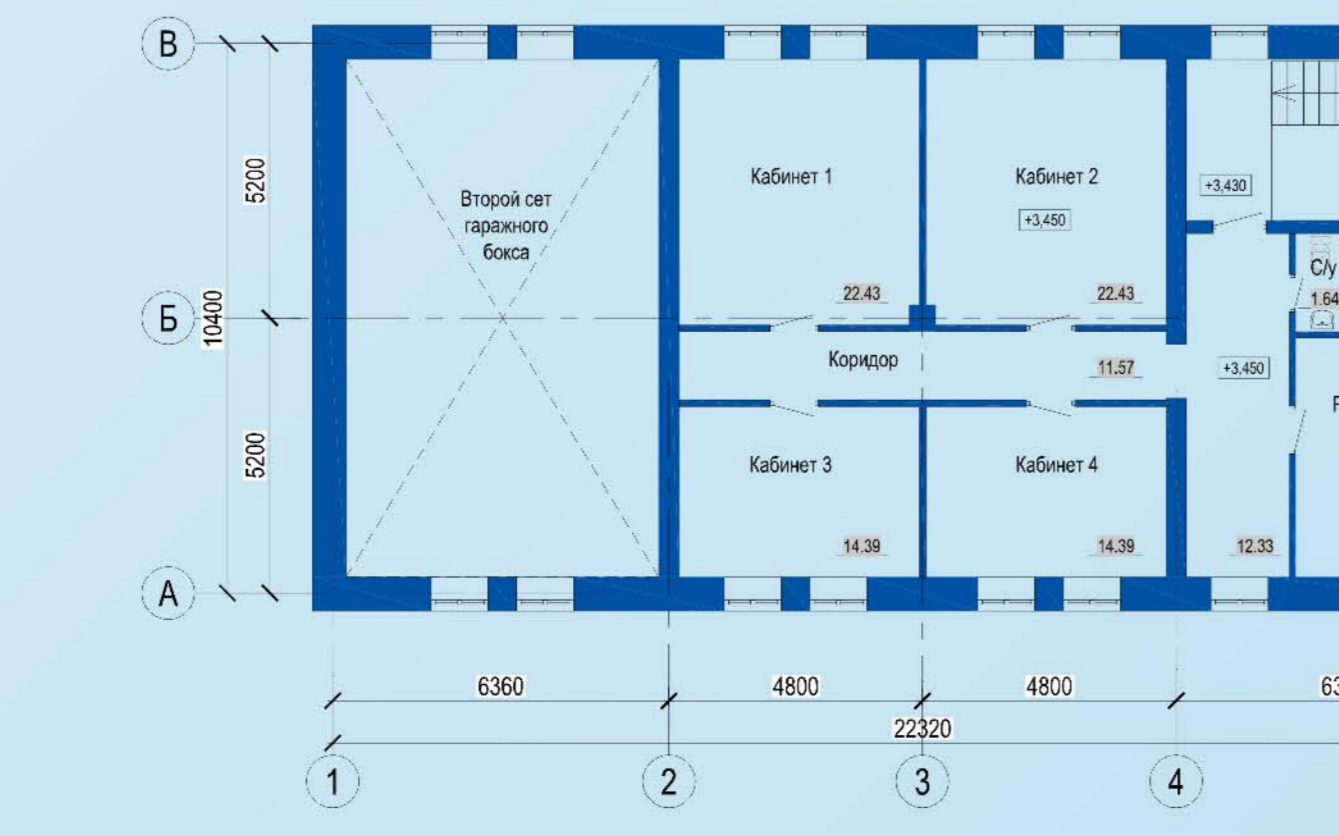 В
Кабинет 1
Кабинет 2
5200
Второй сет
гаражного
бокса
+3,430
+3,450
С/у
22.43
22.43
1.64
Б
10400
Коридор
11.57
+3,450
5200
Кабинет 3
Кабинет 4
14.39
14.39
12.33
А
6360
4800
4800
22320
1
2
3
4